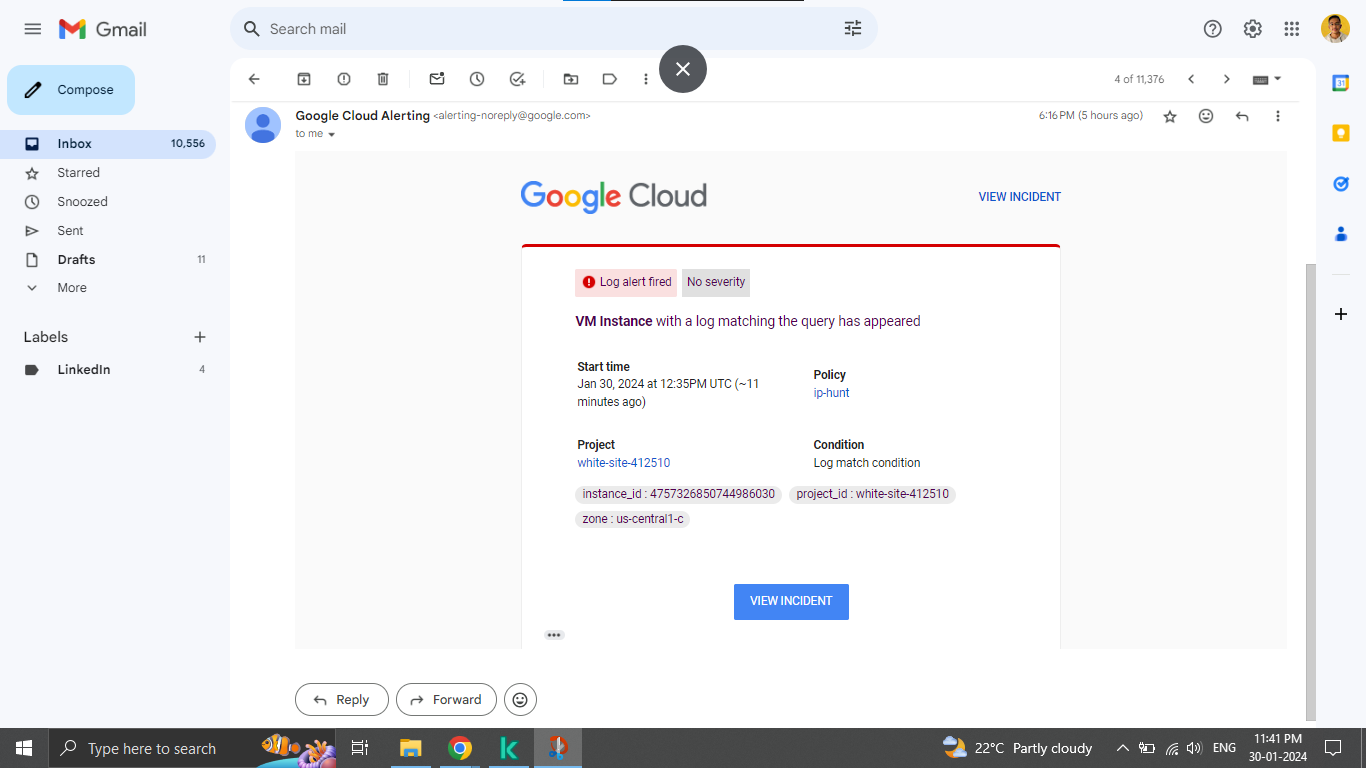 Gmail
Search mail
Compose
4 of 11,376
Google Cloud Alerting <alerting-noreply@google.com>
6:16 PM (5 hours ago)
to me
Inbox 10,556
Starred
Snoozed
Sent
Drafts 11
More
Labels
LinkedIn 4
Google Cloud
VIEW INCIDENT
Log alert fired
No severity
VM Instance with a log matching the query has appeared
Start time
Jan 30, 2024 at 12:35PM UTC (~11
minutes ago)
Policy
ip-hunt
Project
white-site-412510
Condition
Log match condition
instance_id : 4757326850744986030
project_id : white-site-412510
zone : us-central1-c
VIEW INCIDENT
Reply
Forward
31
Type here to search
22°C Partly cloudy
ENG
11:41 PM
30-01-2024